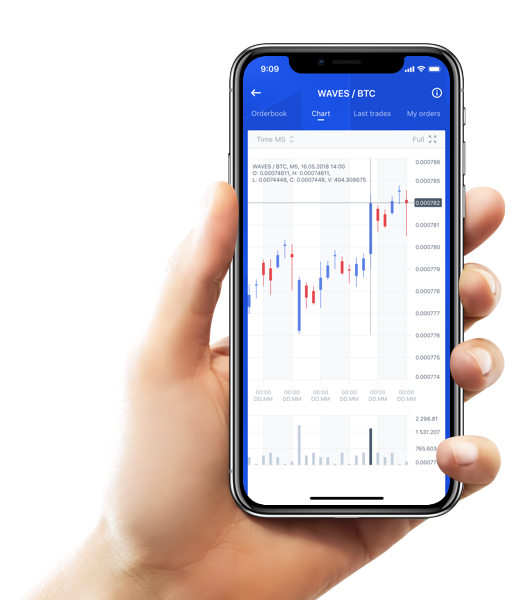 9:09
WAVES / BTC
Orderbook Chart Last trades My orders
Time M5 Full
WAVES / BTC, M5, 16.05.2018 14:00
O: 0.00074611, H: 0.00074611,
L: 0.0074448, C: 0.0007448, V: 404.308675
0.000786
0.000785
0.000782
0.000781
0.000780
0.000779
0.000778
0.000777
0.000776
0.000775
0.000774
00:00 00:00 00:00 00:00 00:00 00:00
DD.MM DD.MM DD.MM DD.MM DD.MM DD.MM
2 296.81
1 531.207
765.603
0.00077